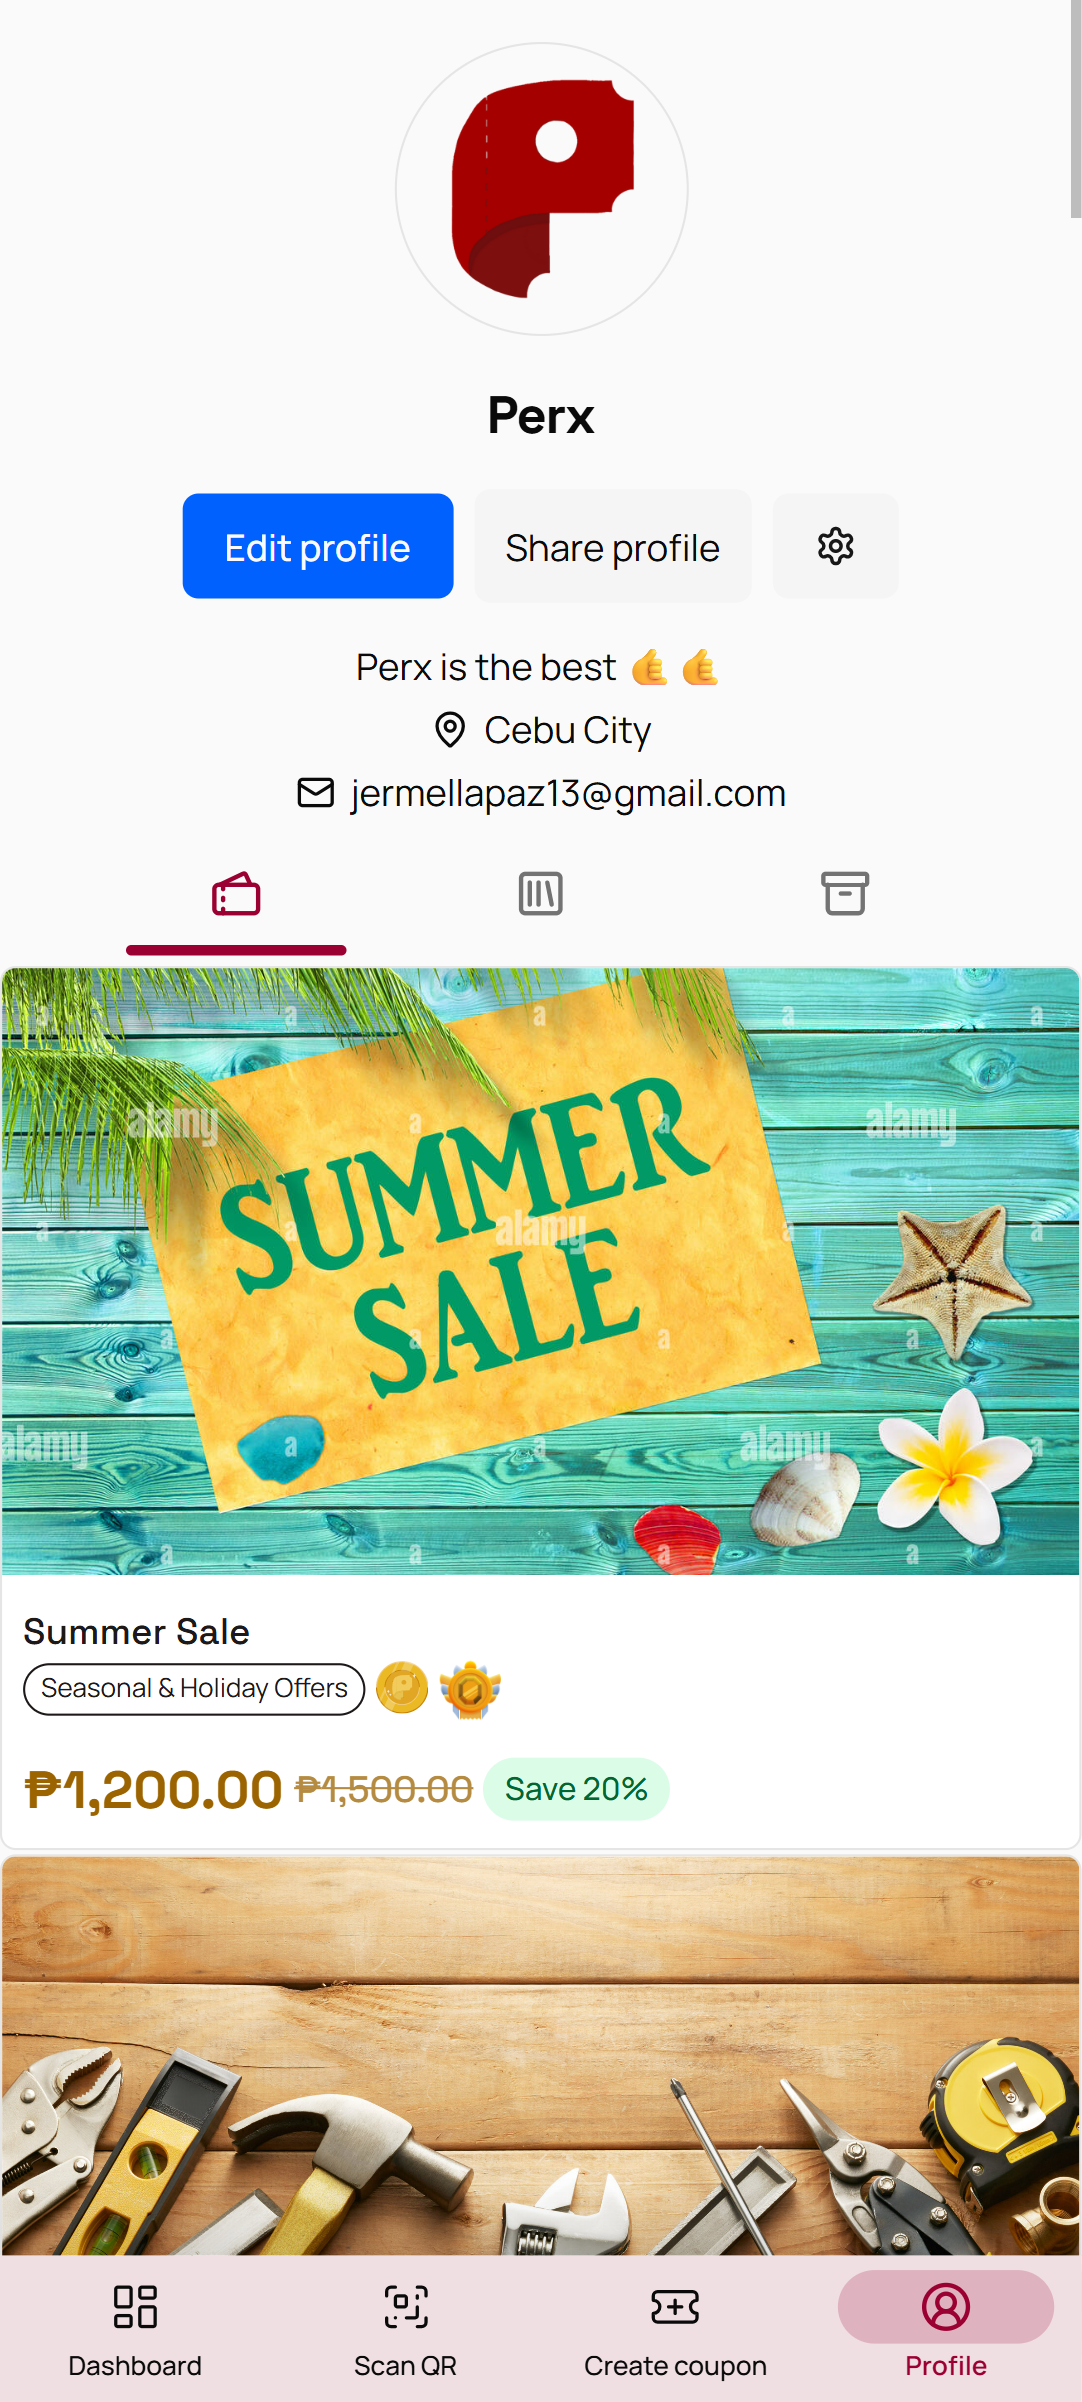 Perx
Edit profile
Share profile
Perx is the best 🤙 🤙
Cebu City
jermellapaz13@gmail.com
SUMMER
SALE
alamy
alamy
alamy
alamy
alamy
Summer Sale
Seasonal & Holiday Offers
₱1,200.00 ₱1,500.00 Save 20%
Dashboard
Scan QR
Create coupon
Profile